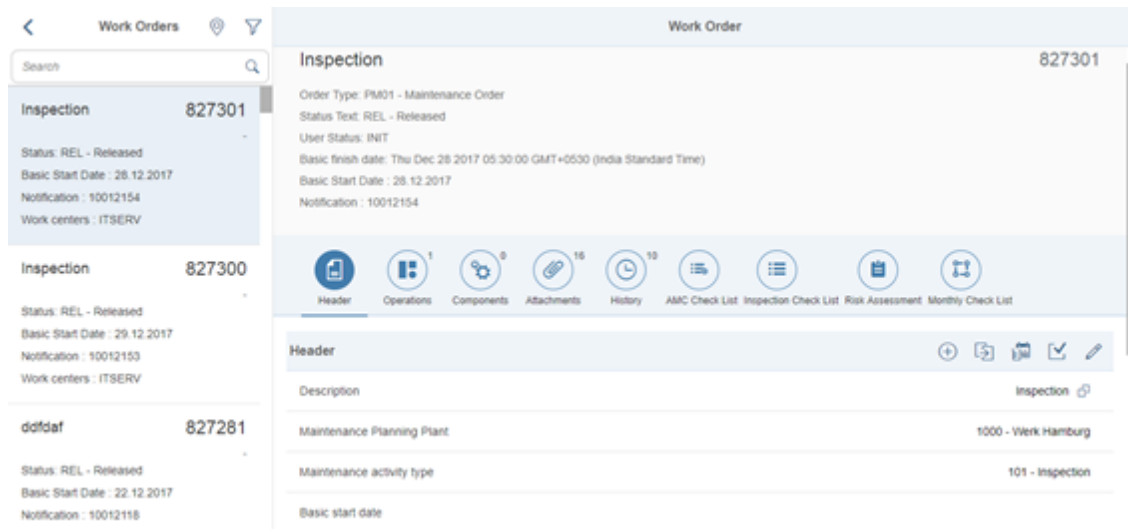 Work Orders
Search
Inspection 827301
Status: REL - Released
Basic Start Date : 28.12.2017
Notification : 10012154
Work centers : ITSERV
Inspection 827300
Status: REL - Released
Basic Start Date : 29.12.2017
Notification : 10012153
Work centers : ITSERV
ddfdaf 827281
Status: REL - Released
Basic Start Date : 22.12.2017
Notification : 10012118
Work Order
Inspection 827301
Order Type: PM01 - Maintenance Order
Status Text: REL - Released
User Status: INIT
Basic finish date: Thu Dec 28 2017 05:30:00 GMT+0530 (India Standard Time)
Basic Start Date : 28.12.2017
Notification : 10012154
1 0 16 10
Header Operations Components Attachments History AMC Check List Inspection Check List Risk Assessment Monthly Check List
Header
Description Inspection
Maintenance Planning Plant 1000 - Werk Hamburg
Maintenance activity type 101 - Inspection
Basic start date